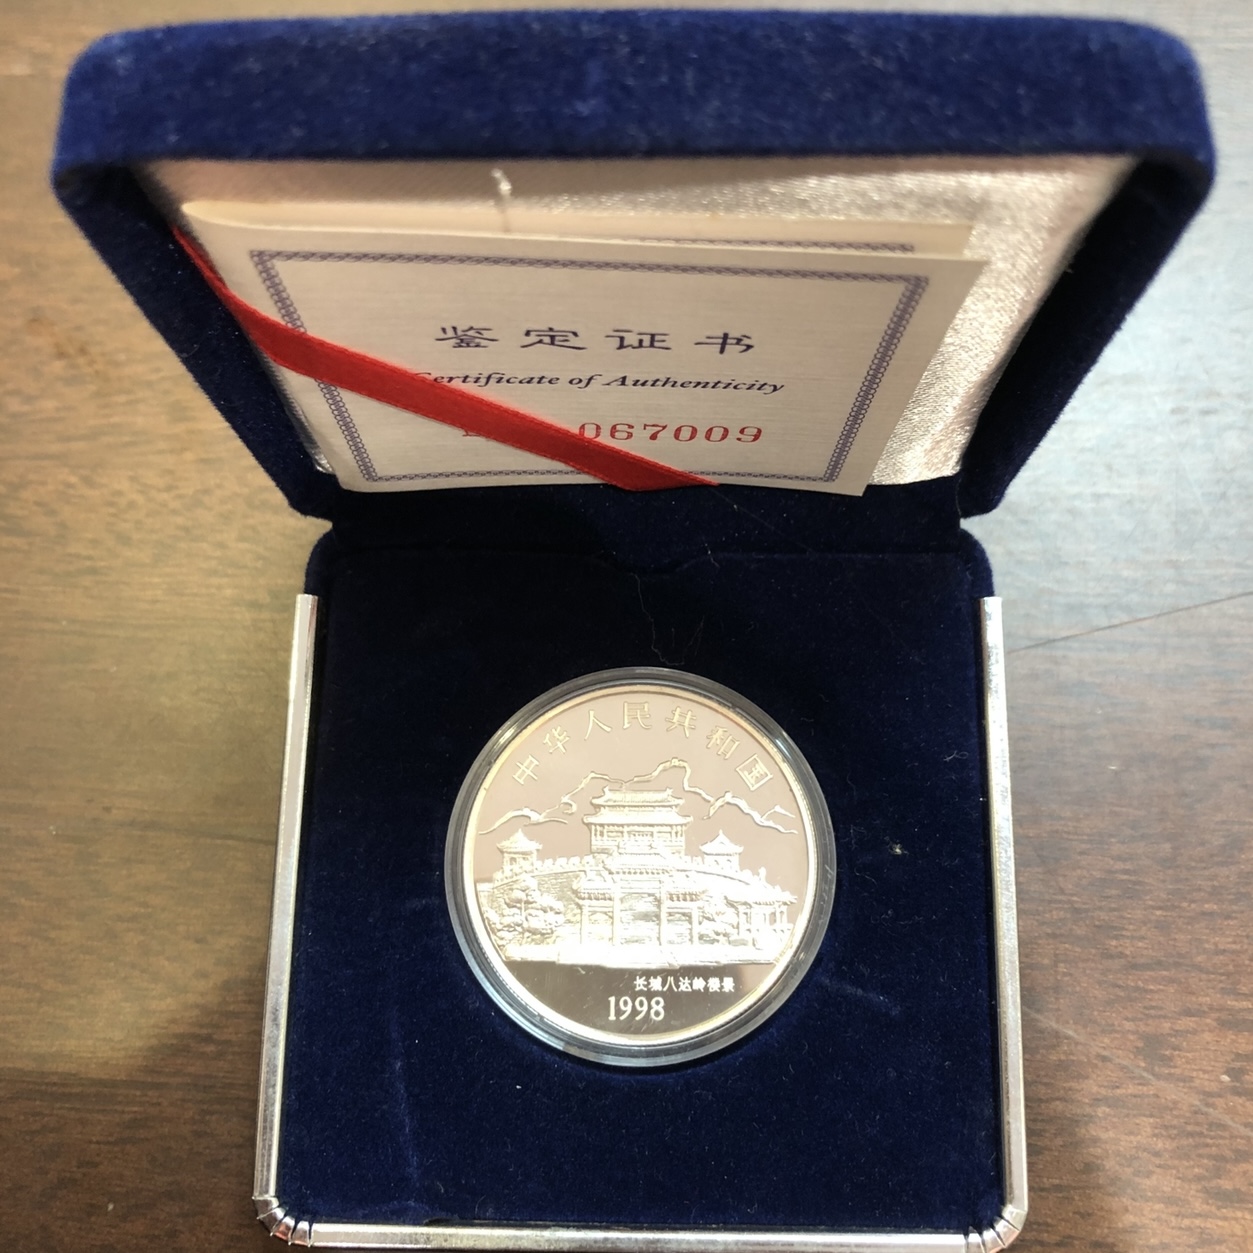 鉴定证书
Certificate of Authenticity
067009
中华人民共和国
长城八达岭楼景
1998